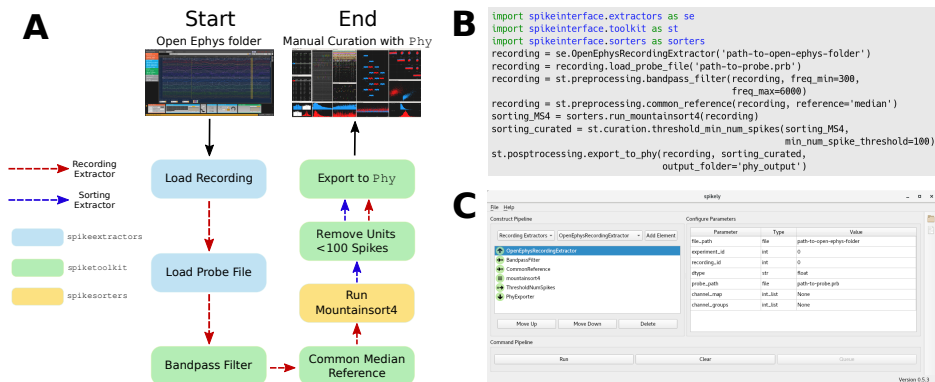 A
Start
Open Ephys folder
End
Manual Curation with Phy
Recording
Extractor
Sorting
Extractor
spikeextractors
spiketoolkit
spikesorters
Load Recording
Load Probe File
Bandpass Filter
Common Median
Reference
Run
Mountainsort4
Remove Units
<100 Spikes
Export to Phy
B
import spikeinterface.extractors as se
import spikeinterface.toolkit as st
import spikeinterface.sorters as sorters
recording = se.OpenEphysRecordingExtractor('path-to-open-ephys-folder')
recording = recording.load_probe_file('path-to-probe.prb')
recording = st.preprocessing.bandpass_filter(recording, freq_min=300,
freq_max=6000)
recording = st.preprocessing.common_reference(recording, reference='median')
sorting_MS4 = sorters.run_mountainsort4(recording)
sorting_curated = st.curation.threshold_min_num_spikes(sorting_MS4,
min_num_spike_threshold=100)
st.posptrocessing.export_to_phy(recording, sorting_curated,
output_folder='phy_output')
C
spikely
File Help
Construct Pipeline
Recording Extractors OpenEphysRecordingExtractor Add Element
OpenEphysRecordingExtractor
BandpassFilter
CommonReference
mountainsort4
ThresholdNumSpikes
PhyExporter
Move Up Move Down Delete
Configure Parameters
Parameter Type Value
file_path file path-to-open-ephys-folder
experiment_id int 0
recording_id int 0
dtype str float
probe_path file path-to-probe.prb
channel_map int_list None
channel_groups int_list None
Command Pipeline
Run Clear Queue
Version 0.5.3